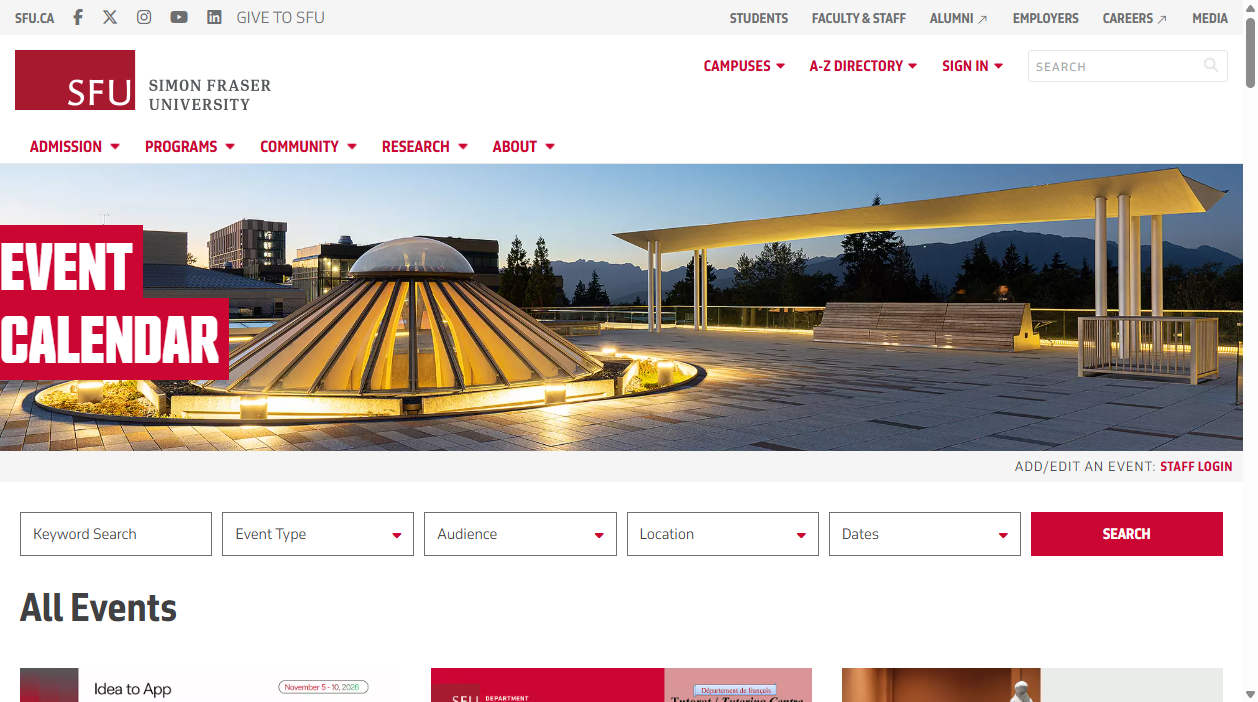 SFU.CA
GIVE TO SFU
STUDENTS
FACULTY & STAFF
ALUMNI
EMPLOYERS
CAREERS
MEDIA
SFU
SIMON FRASER
UNIVERSITY
CAMPUSES
A-Z DIRECTORY
SIGN IN
SEARCH
ADMISSION
PROGRAMS
COMMUNITY
RESEARCH
ABOUT
EVENT
CALENDAR
ADD/EDIT AN EVENT: STAFF LOGIN
Keyword Search
Event Type
Audience
Location
Dates
SEARCH
All Events
Idea to App
November 5 - 10, 2026
SFU
DEPARTMENT
Département de français
Tutorat / Tutoring Centre